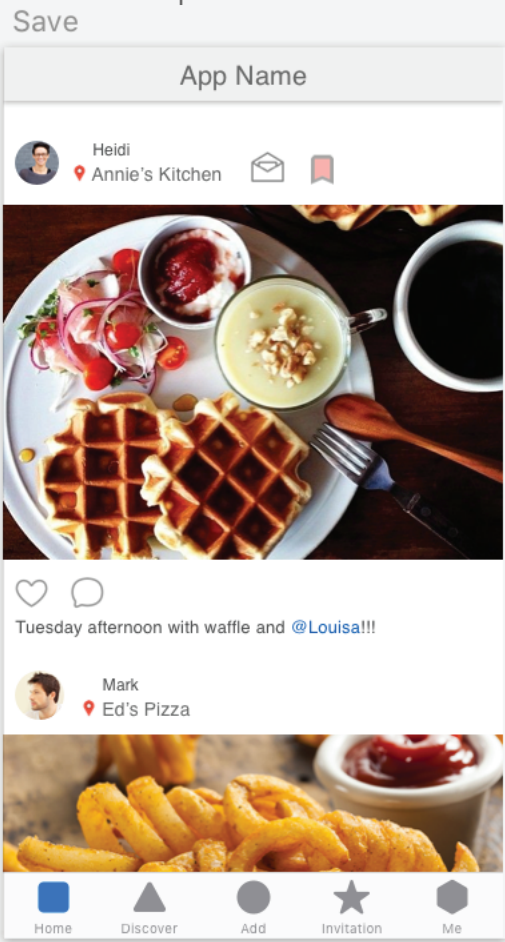 Save
App Name
Heidi
Annie's Kitchen
Tuesday afternoon with waffle and @Louisa!!!
Mark
Ed's Pizza
Home Discover Add Invitation Me